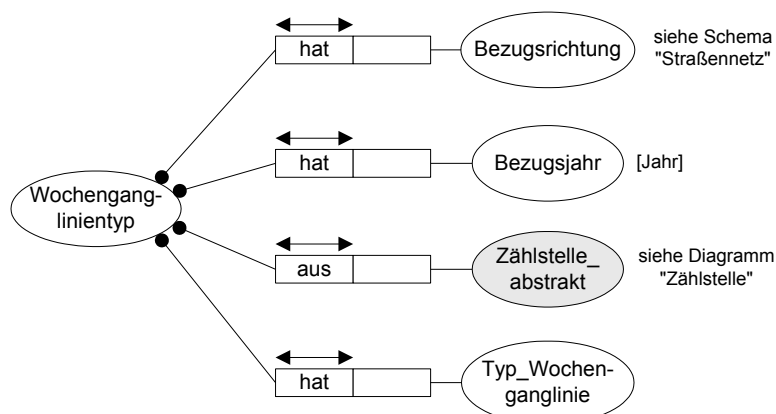 hat
Bezugsrichtung
siehe Schema
"Straßennetz"
hat
Bezugsjahr
[Jahr]
Wochengang-
linientyp
aus
Zählstelle_
abstrakt
siehe Diagramm
"Zählstelle"
hat
Typ_Wochen-
ganglinie